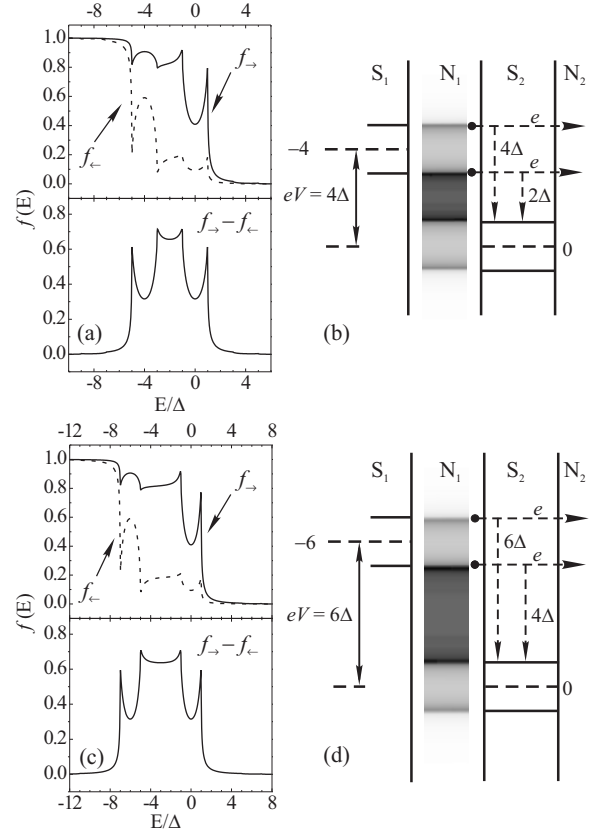 -8 -4 0 4
1.0
0.8
0.6
0.4
0.2
0.0
f→
f←
f(E)
1.0
0.8
0.6
0.4
0.2
0.0
f→ − f←
(a)
-8 -4 0 4
E/Δ
(b)
S₁ N₁ S₂ N₂
−4
eV = 4Δ
e
4Δ
e
2Δ
0
-12 -8 -4 0 4 8
1.0
0.8
0.6
0.4
0.2
0.0
f→
f←
f(E)
1.0
0.8
0.6
0.4
0.2
0.0
f→ − f←
(c)
-12 -8 -4 0 4 8
E/Δ
(d)
S₁ N₁ S₂ N₂
−6
eV = 6Δ
e
6Δ
e
4Δ
0